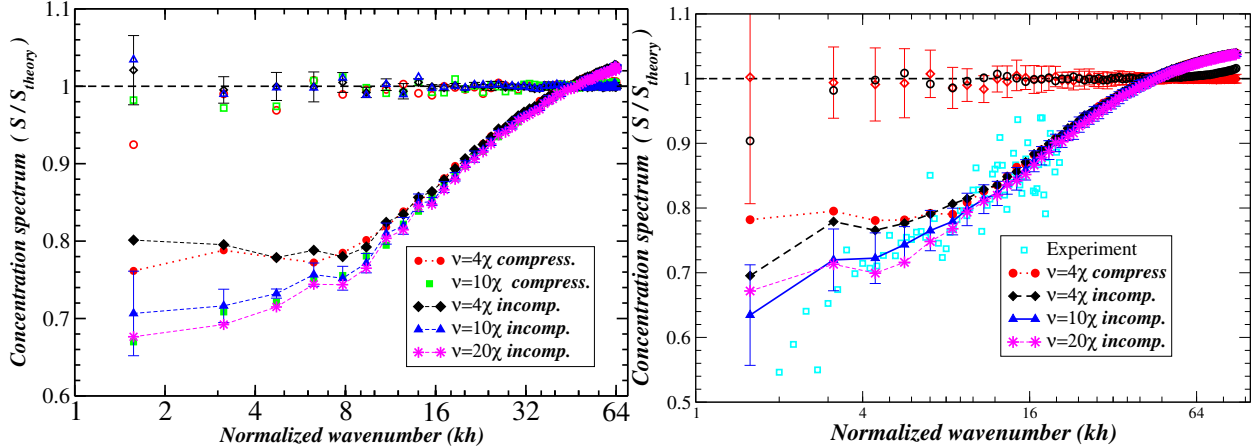 1.1
1
0.9
0.8
0.7
0.6
Concentration spectrum ( S / S_theory )
1 2 4 8 16 32 64
Normalized wavenumber (kh)
ν=4χ compress.
ν=10χ compress.
ν=4χ incomp.
ν=10χ incomp.
ν=20χ incomp.
1.1
1
0.9
0.8
0.7
0.6
0.5
Concentration spectrum ( S / S_theory )
1 4 16 64
Normalized wavenumber (kh)
Experiment
ν=4χ compress
ν=4χ incomp.
ν=10χ incomp.
ν=20χ incomp.